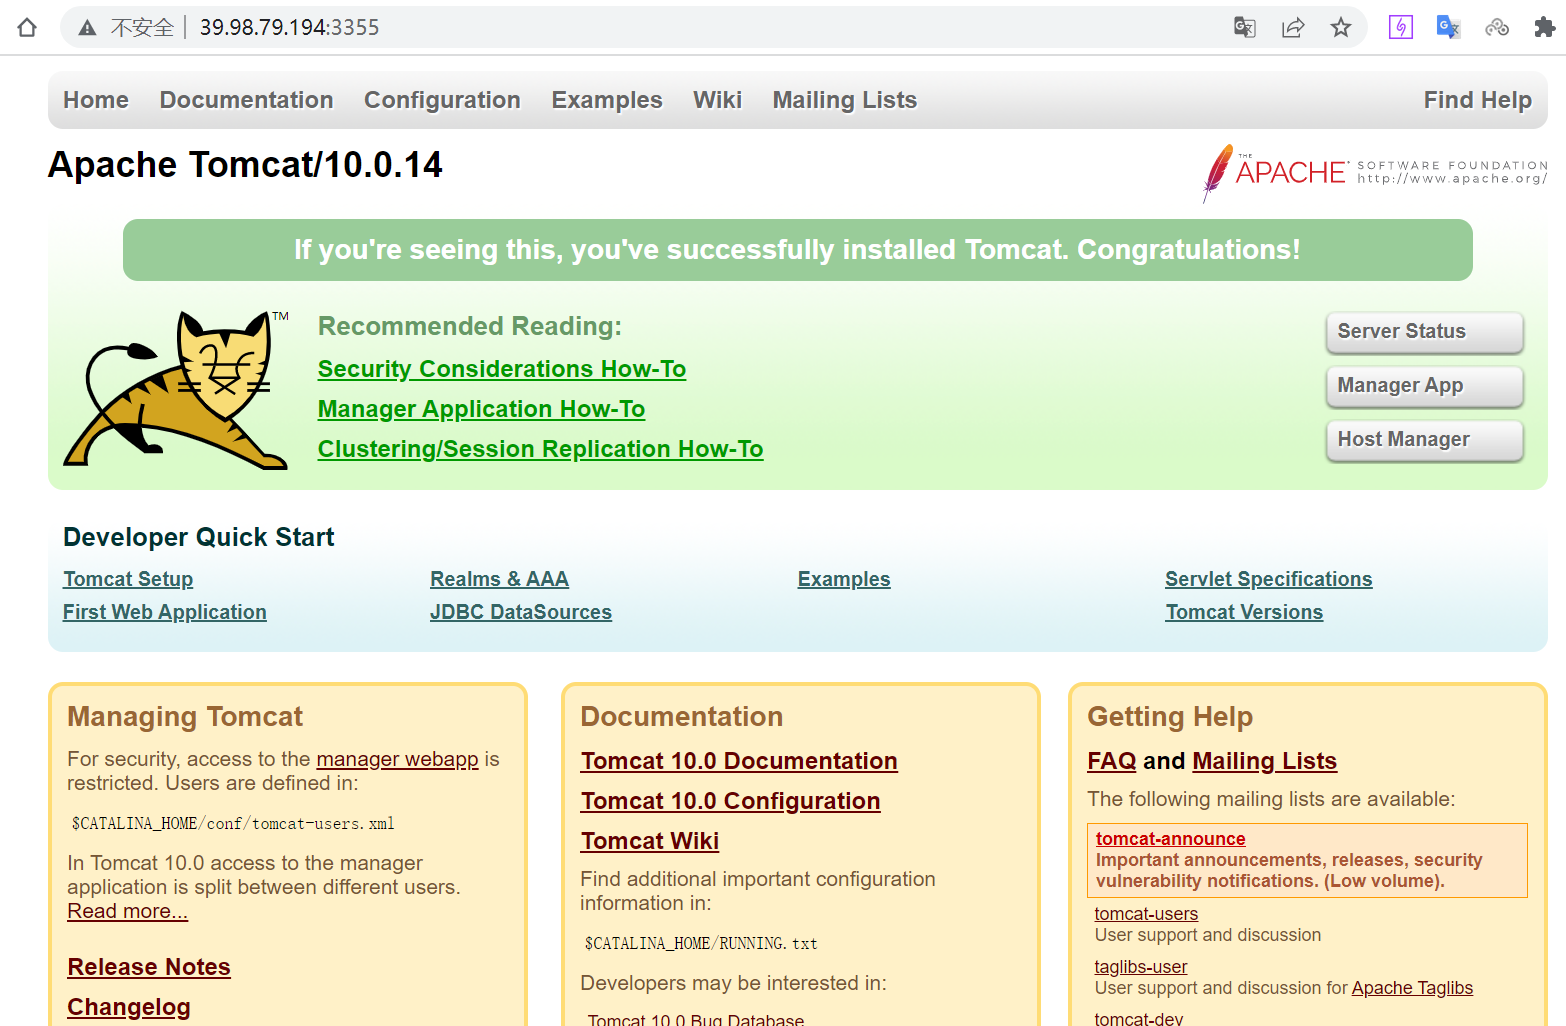 不安全 | 39.98.79.194:3355
Home Documentation Configuration Examples Wiki Mailing Lists Find Help
Apache Tomcat/10.0.14
THE APACHE® SOFTWARE FOUNDATION
http://www.apache.org/
If you're seeing this, you've successfully installed Tomcat. Congratulations!
TM
Recommended Reading:
Security Considerations How-To
Manager Application How-To
Clustering/Session Replication How-To
Server Status
Manager App
Host Manager
Developer Quick Start
Tomcat Setup
First Web Application
Realms & AAA
JDBC DataSources
Examples
Servlet Specifications
Tomcat Versions
Managing Tomcat
For security, access to the manager webapp is
restricted. Users are defined in:
$CATALINA_HOME/conf/tomcat-users.xml
In Tomcat 10.0 access to the manager
application is split between different users.
Read more...
Release Notes
Changelog
Documentation
Tomcat 10.0 Documentation
Tomcat 10.0 Configuration
Tomcat Wiki
Find additional important configuration
information in:
$CATALINA_HOME/RUNNING.txt
Developers may be interested in:
Tomcat 10.0 Bug Database
Getting Help
FAQ and Mailing Lists
The following mailing lists are available:
tomcat-announce
Important announcements, releases, security
vulnerability notifications. (Low volume).
tomcat-users
User support and discussion
taglibs-user
User support and discussion for Apache Taglibs
tomcat-dev